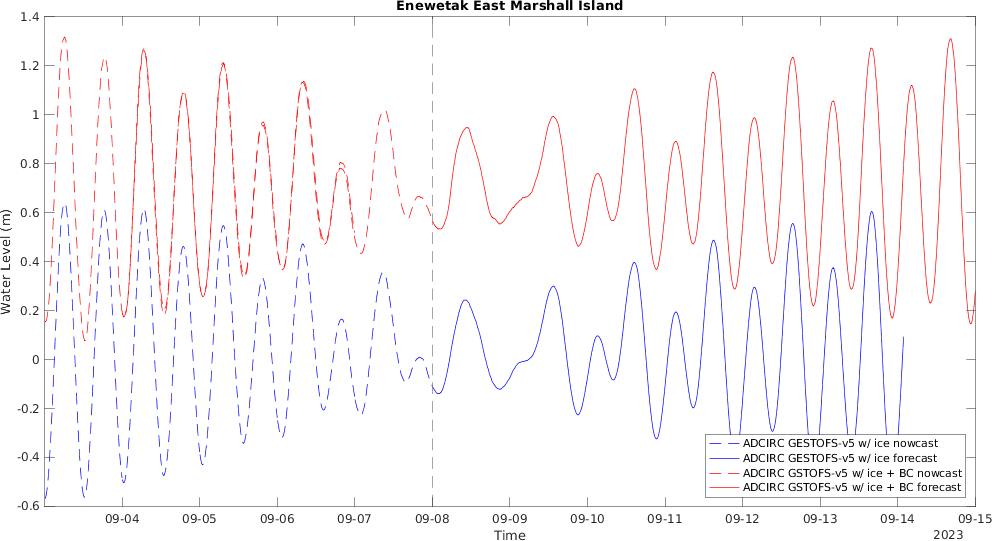 Enewetak East Marshall Island
1.4
1.2
1
0.8
0.6
0.4
0.2
0
-0.2
-0.4
-0.6
Water Level (m)
ADCIRC GESTOFS-v5 w/ ice nowcast
ADCIRC GESTOFS-v5 w/ ice forecast
ADCIRC GSTOFS-v5 w/ ice + BC nowcast
ADCIRC GSTOFS-v5 w/ ice + BC forecast
09-04 09-05 09-06 09-07 09-08 09-09 09-10 09-11 09-12 09-13 09-14 09-15
Time 2023